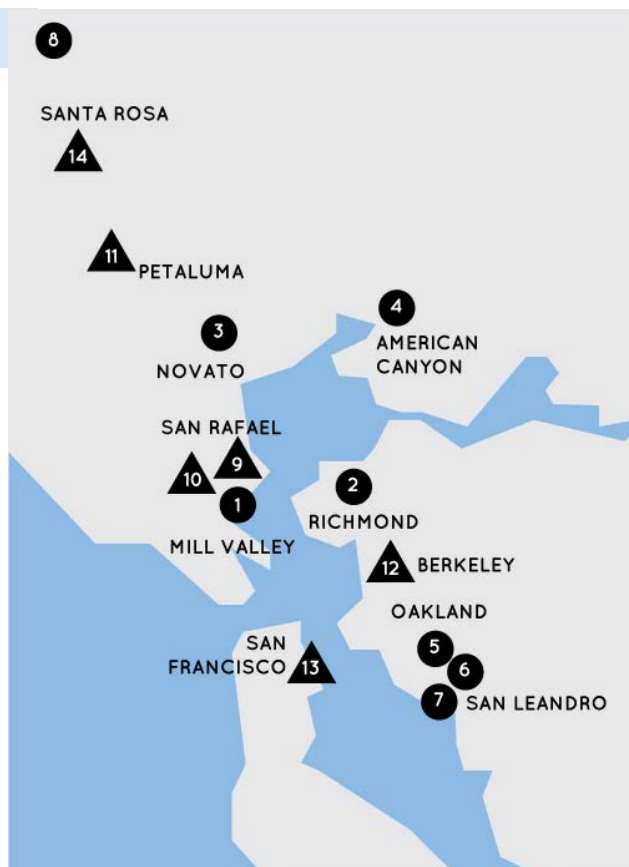 8
SANTA ROSA
14
11
PETALUMA
4
3
AMERICAN
CANYON
NOVATO
SAN RAFAEL
9
10
2
1
RICHMOND
MILL VALLEY
12
BERKELEY
OAKLAND
SAN
FRANCISCO
13
5
6
7
SAN LEANDRO